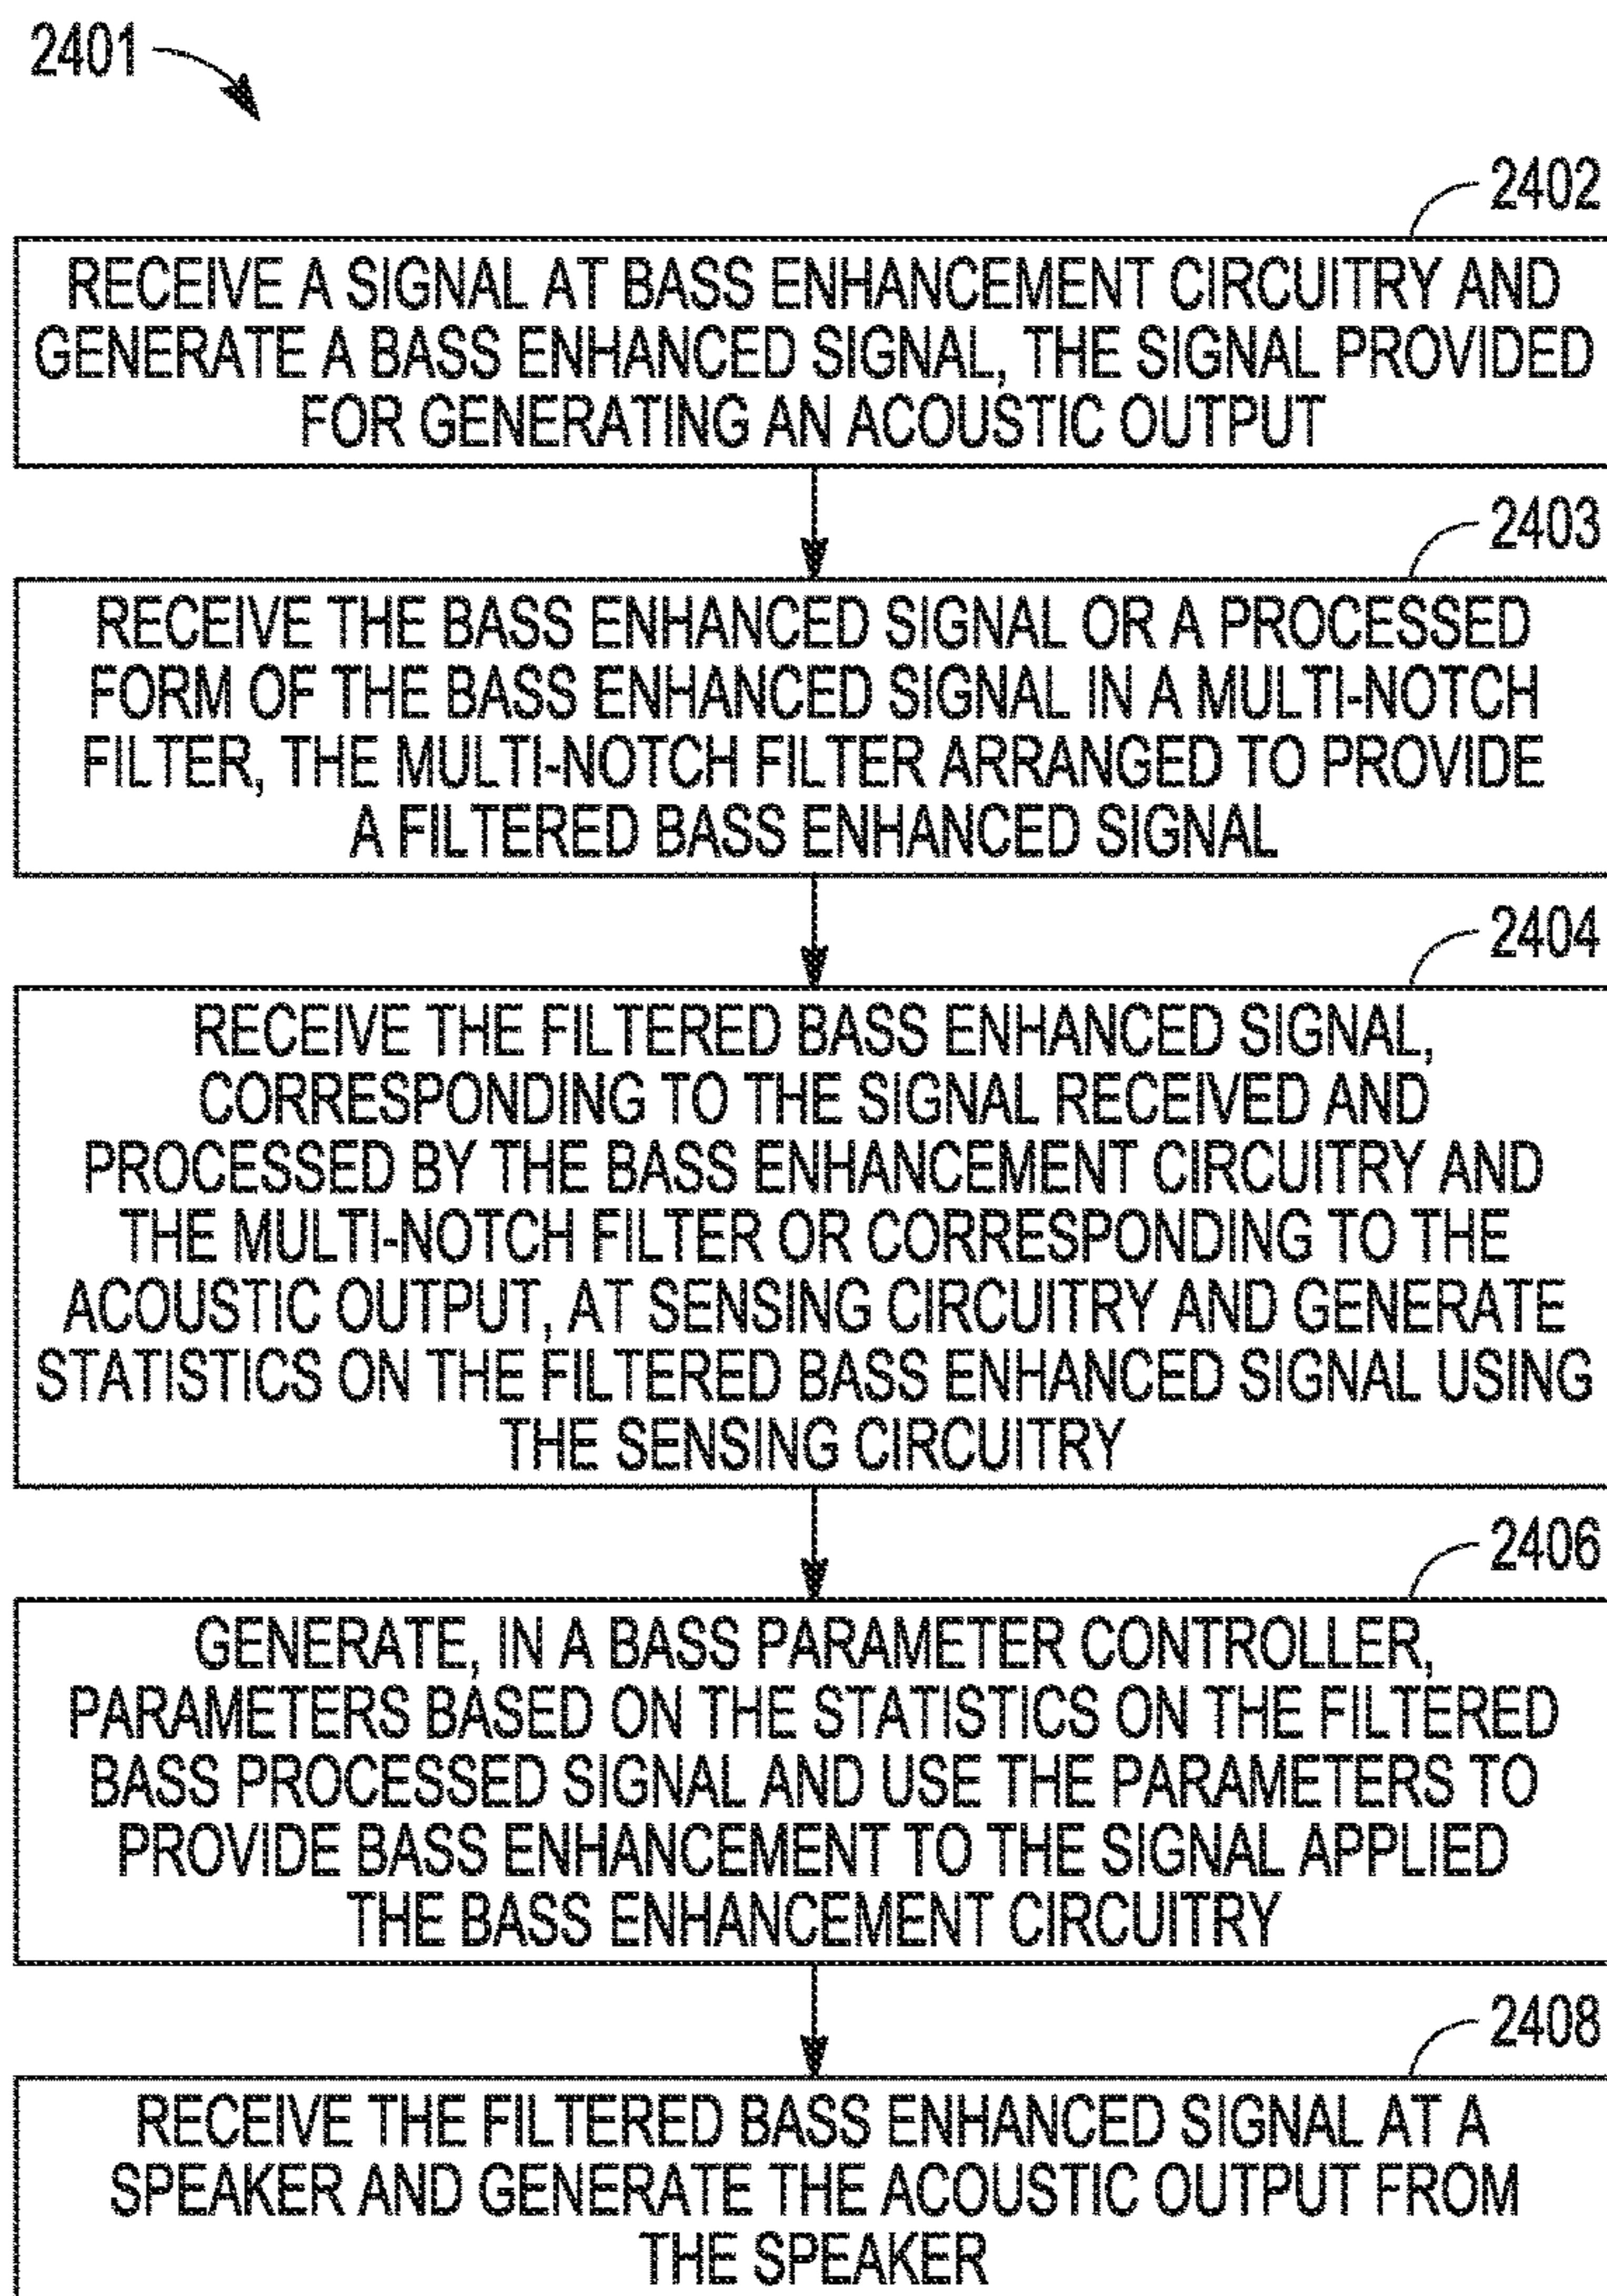 2401
2402
RECEIVE A SIGNAL AT BASS ENHANCEMENT CIRCUITRY AND
GENERATE A BASS ENHANCED SIGNAL, THE SIGNAL PROVIDED
FOR GENERATING AN ACOUSTIC OUTPUT
2403
RECEIVE THE BASS ENHANCED SIGNAL OR A PROCESSED
FORM OF THE BASS ENHANCED SIGNAL IN A MULTI-NOTCH
FILTER, THE MULTI-NOTCH FILTER ARRANGED TO PROVIDE
A FILTERED BASS ENHANCED SIGNAL
2404
RECEIVE THE FILTERED BASS ENHANCED SIGNAL,
CORRESPONDING TO THE SIGNAL RECEIVED AND
PROCESSED BY THE BASS ENHANCEMENT CIRCUITRY AND
THE MULTI-NOTCH FILTER OR CORRESPONDING TO THE
ACOUSTIC OUTPUT, AT SENSING CIRCUITRY AND GENERATE
STATISTICS ON THE FILTERED BASS ENHANCED SIGNAL USING
THE SENSING CIRCUITRY
2406
GENERATE, IN A BASS PARAMETER CONTROLLER,
PARAMETERS BASED ON THE STATISTICS ON THE FILTERED
BASS PROCESSED SIGNAL AND USE THE PARAMETERS TO
PROVIDE BASS ENHANCEMENT TO THE SIGNAL APPLIED
THE BASS ENHANCEMENT CIRCUITRY
2408
RECEIVE THE FILTERED BASS ENHANCED SIGNAL AT A
SPEAKER AND GENERATE THE ACOUSTIC OUTPUT FROM
THE SPEAKER